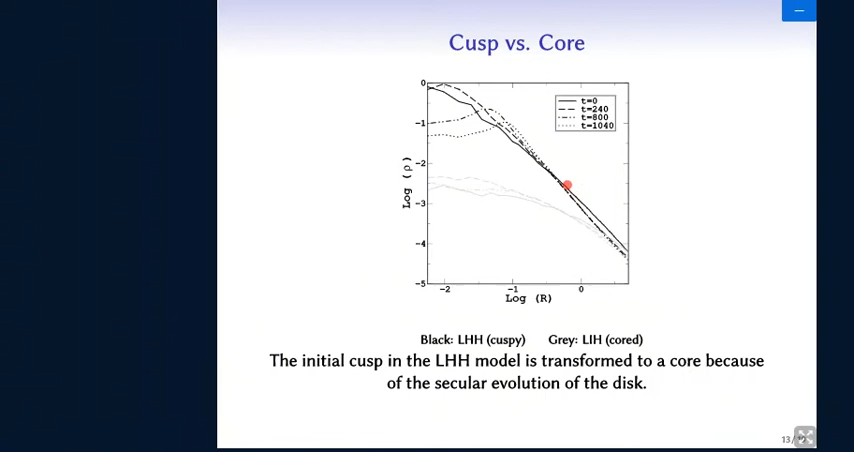 Cusp vs. Core
0
-1
-2
-3
-4
-5
Log (ρ)
t=0
t=240
t=800
t=1040
-2 -1 0
Log (R)
Black: LHH (cuspy) Grey: LIH (cored)
The initial cusp in the LHH model is transformed to a core because
of the secular evolution of the disk.
13/